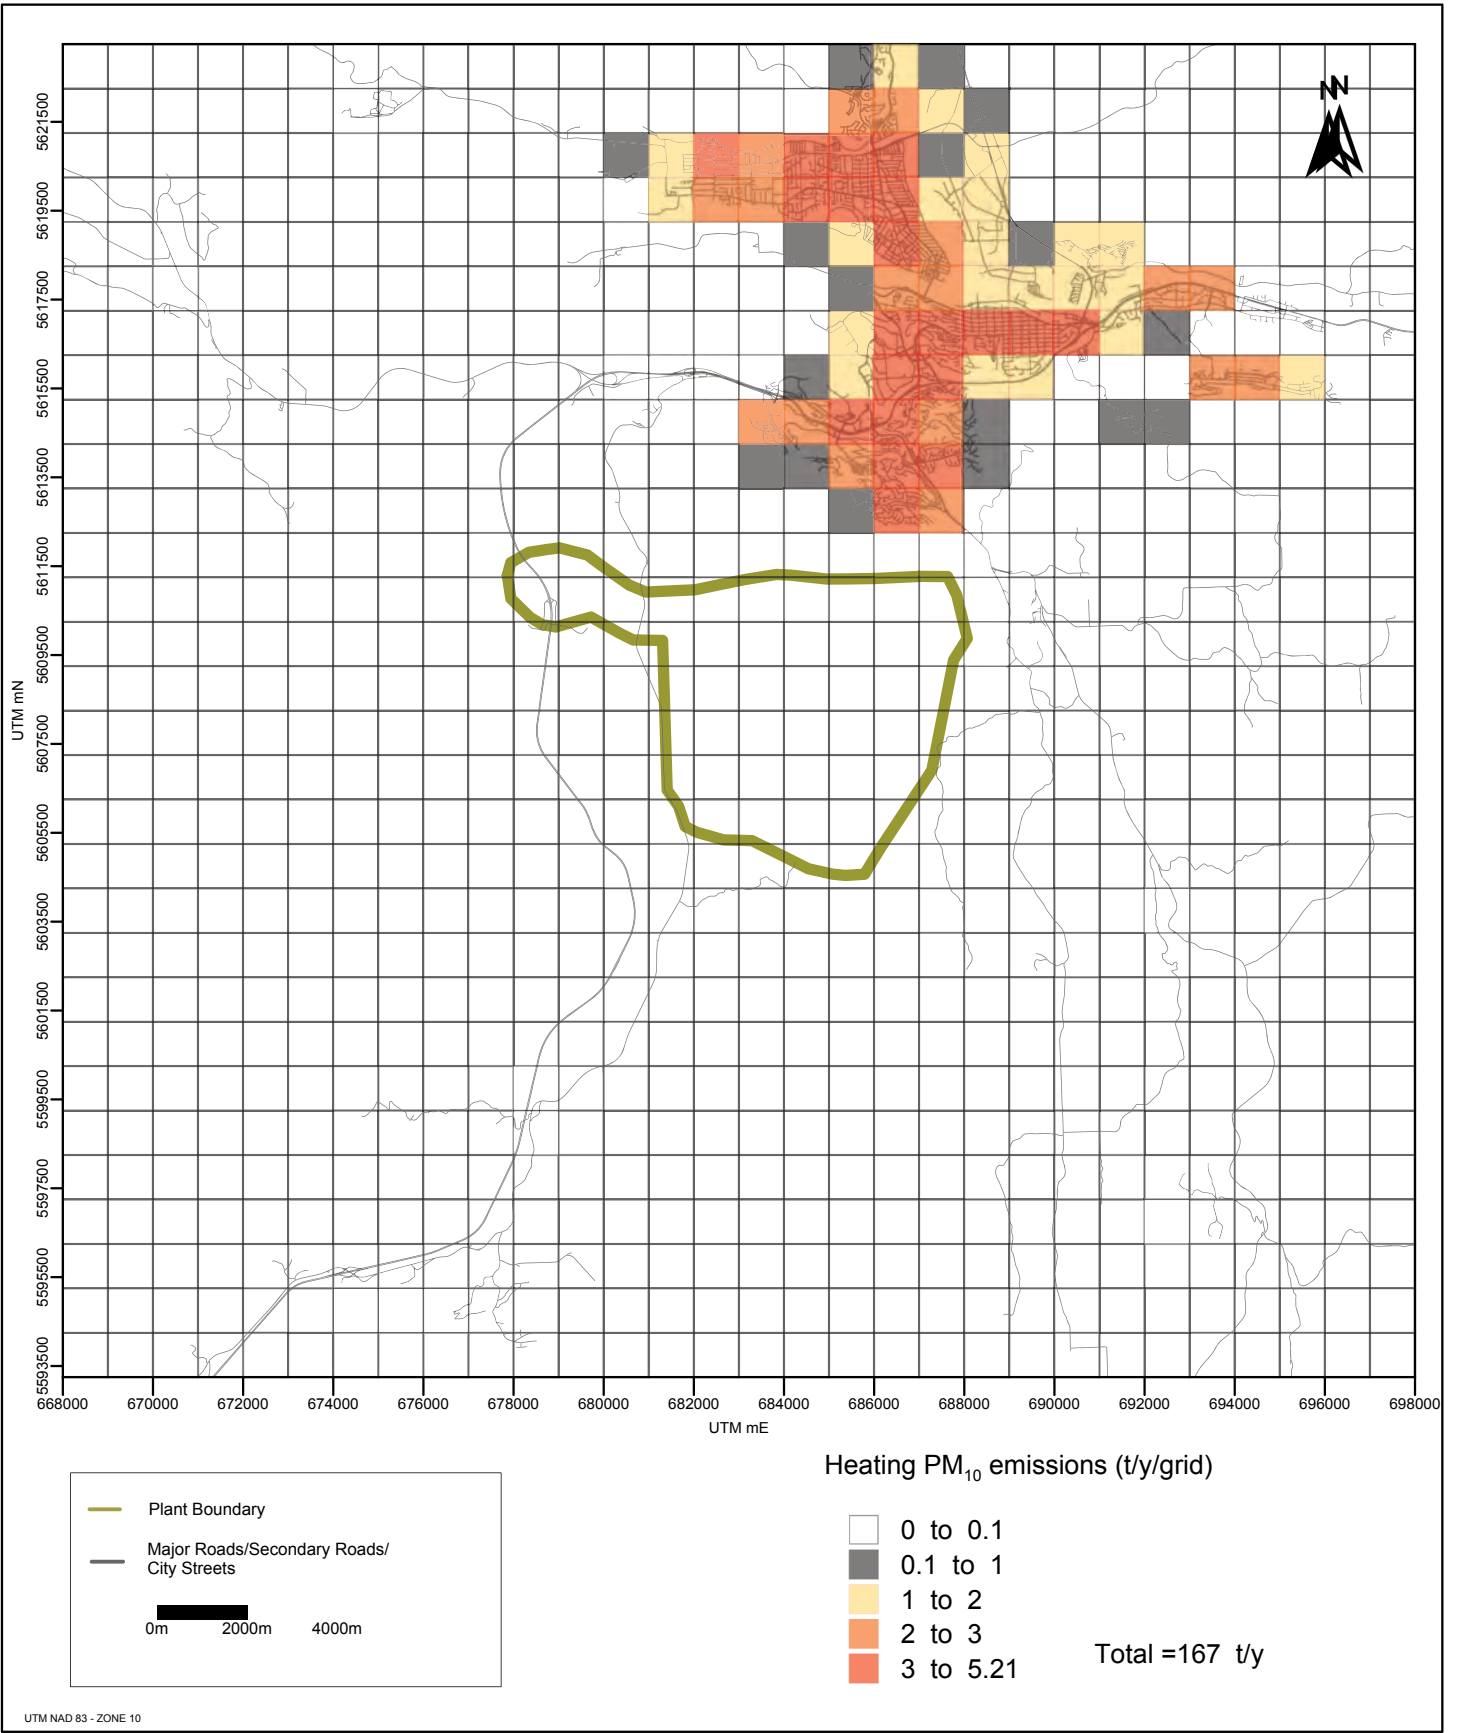 NN
5621500
5619500
5617500
5615500
5613500
5611500
5609500
5607500
5605500
5603500
5601500
5599500
5597500
5595500
5593500
UTM mN
668000 670000 672000 674000 676000 678000 680000 682000 684000 686000 688000 690000 692000 694000 696000 698000
UTM mE
Plant Boundary
Major Roads/Secondary Roads/
City Streets
0m 2000m 4000m
Heating PM10 emissions (t/y/grid)
0 to 0.1
0.1 to 1
1 to 2
2 to 3
3 to 5.21
Total =167 t/y
UTM NAD 83 - ZONE 10